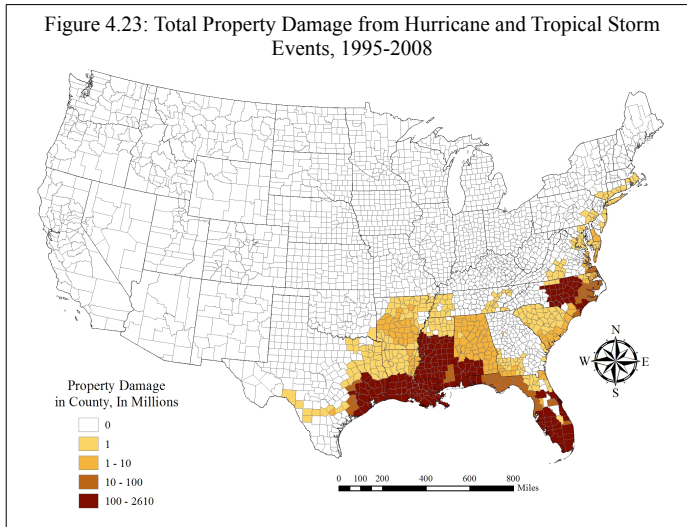 Figure 4.23: Total Property Damage from Hurricane and Tropical Storm
Events, 1995-2008
N
W
E
S
Property Damage
in County, In Millions
0
1
1 - 10
10 - 100
100 - 2610
0 100 200 400 600 800
Miles